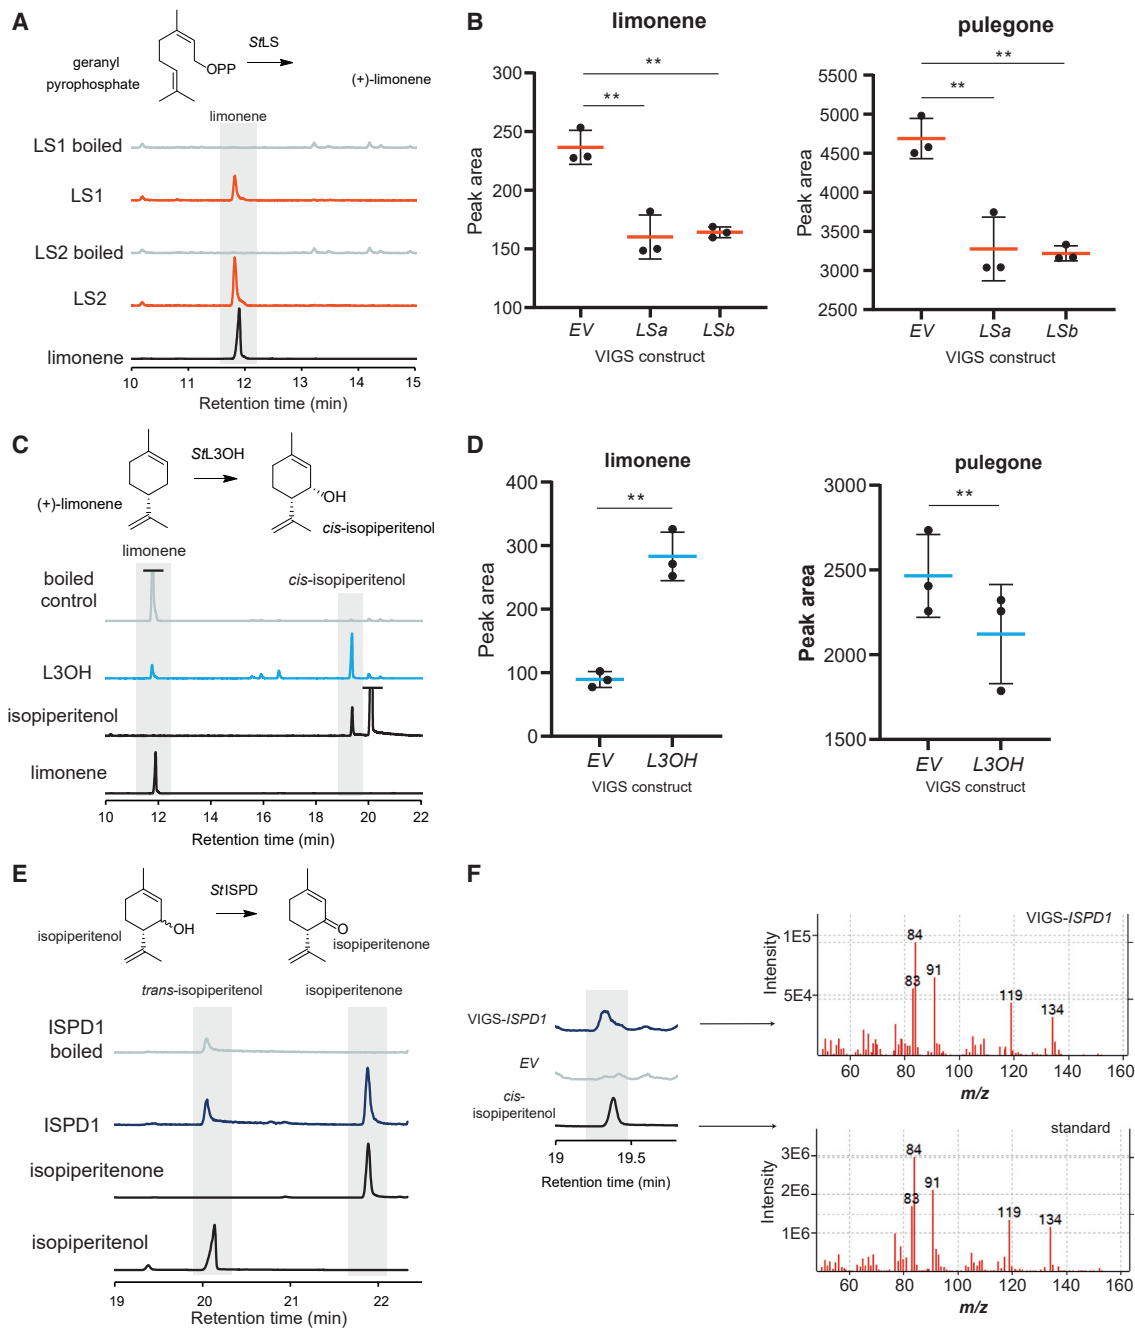 A
geranyl
pyrophosphate
OPP
StLS
(+)-limonene
limonene
LS1 boiled
LS1
LS2 boiled
LS2
limonene
10 11 12 13 14 15
Retention time (min)
B
limonene
**
**
300
250
200
150
100
Peak area
EV LSa LSb
VIGS construct
pulegone
**
**
5500
5000
4500
4000
3500
3000
2500
Peak area
EV LSa LSb
VIGS construct
C
(+)-limonene
StL3OH
OH
cis-isopiperitenol
limonene
cis-isopiperitenol
boiled
control
L3OH
isopiperitenol
limonene
10 12 14 16 18 20 22
Retention time (min)
D
limonene
**
400
300
200
100
0
Peak area
EV L3OH
VIGS construct
pulegone
**
3000
2500
2000
1500
Peak area
EV L3OH
VIGS construct
E
isopiperitenol
OH
StISPD
O
isopiperitenone
trans-isopiperitenol
isopiperitenone
ISPD1
boiled
ISPD1
isopiperitenone
isopiperitenol
19 20 21 22
Retention time (min)
F
VIGS-ISPD1
EV
cis-
isopiperitenol
19 19.5
Retention time (min)
VIGS-ISPD1
1E5
5E4
Intensity
84
83
91
119
134
60 80 100 120 140 160
m/z
standard
3E6
2E6
1E6
Intensity
84
83
91
119
134
60 80 100 120 140 160
m/z